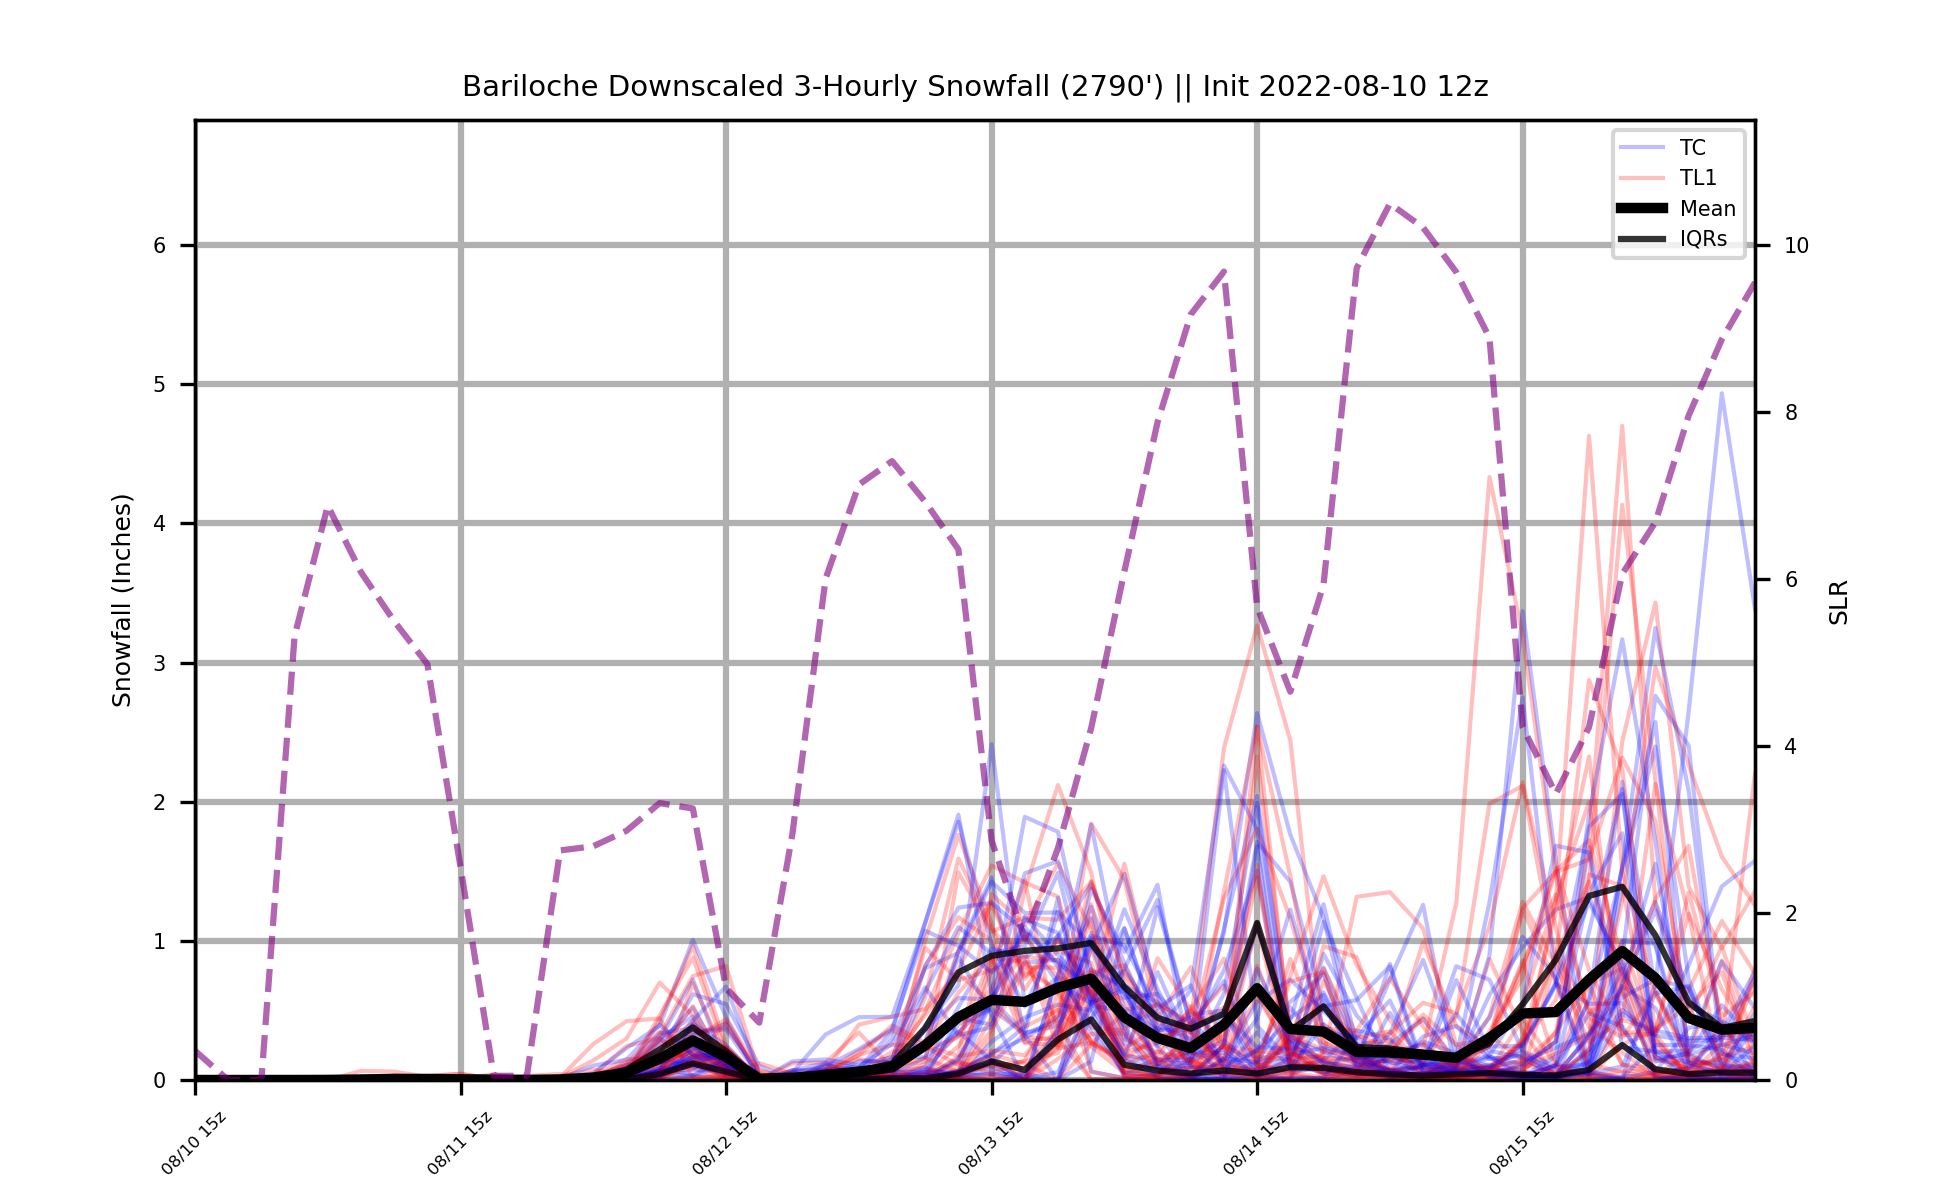 Bariloche Downscaled 3-Hourly Snowfall (2790') || Init 2022-08-10 12z
TC
TL1
Mean
IQRs
Snowfall (Inches)
6
5
4
3
2
1
0
10
8
6
4
2
0
SLR
08/10 15z
08/11 15z
08/12 15z
08/13 15z
08/14 15z
08/15 15z